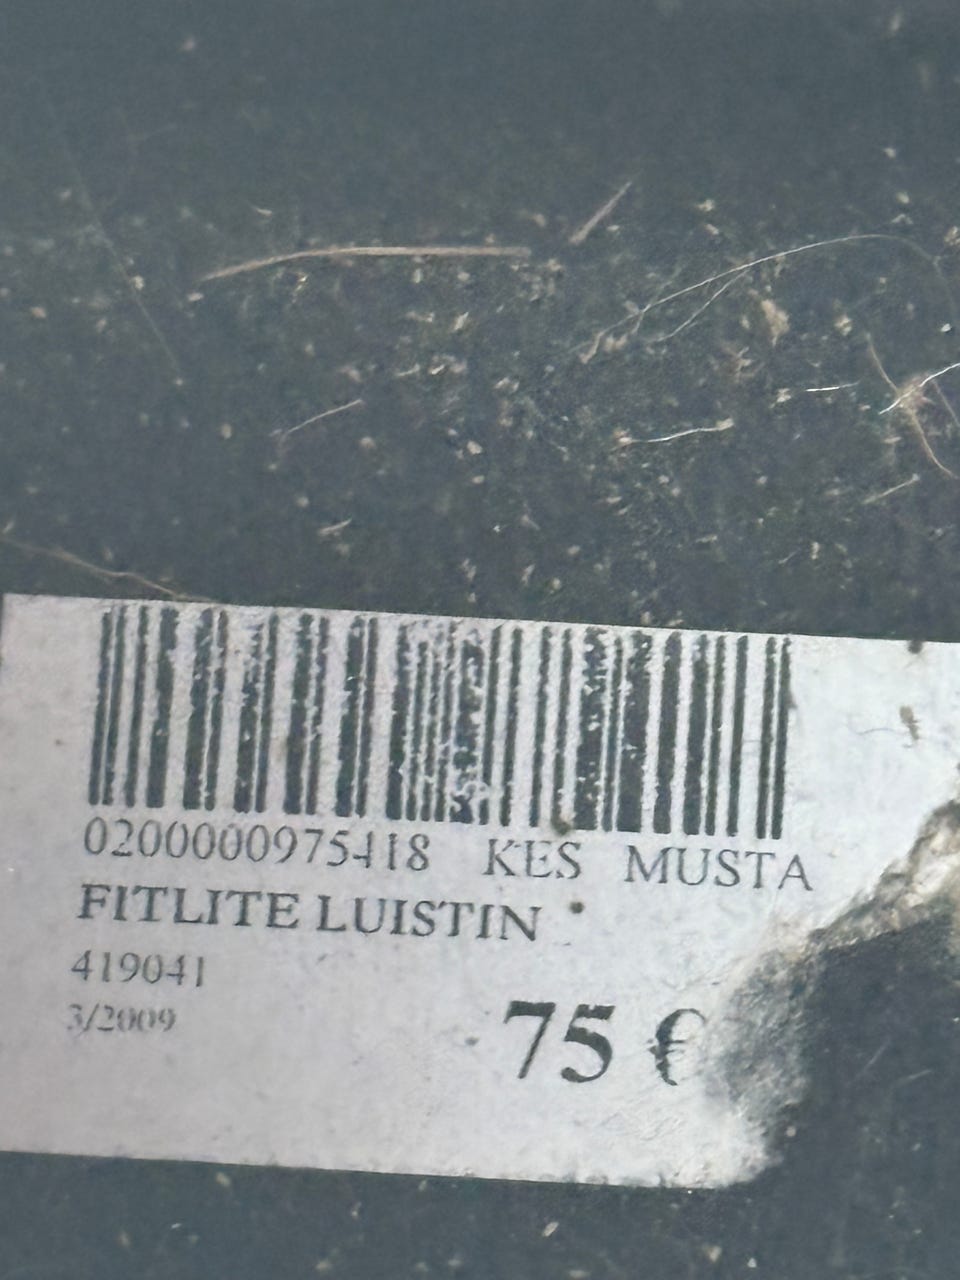 0200000975418 KES MUSTA
FITLITE LUISTIN
419041
3/2009
75 €